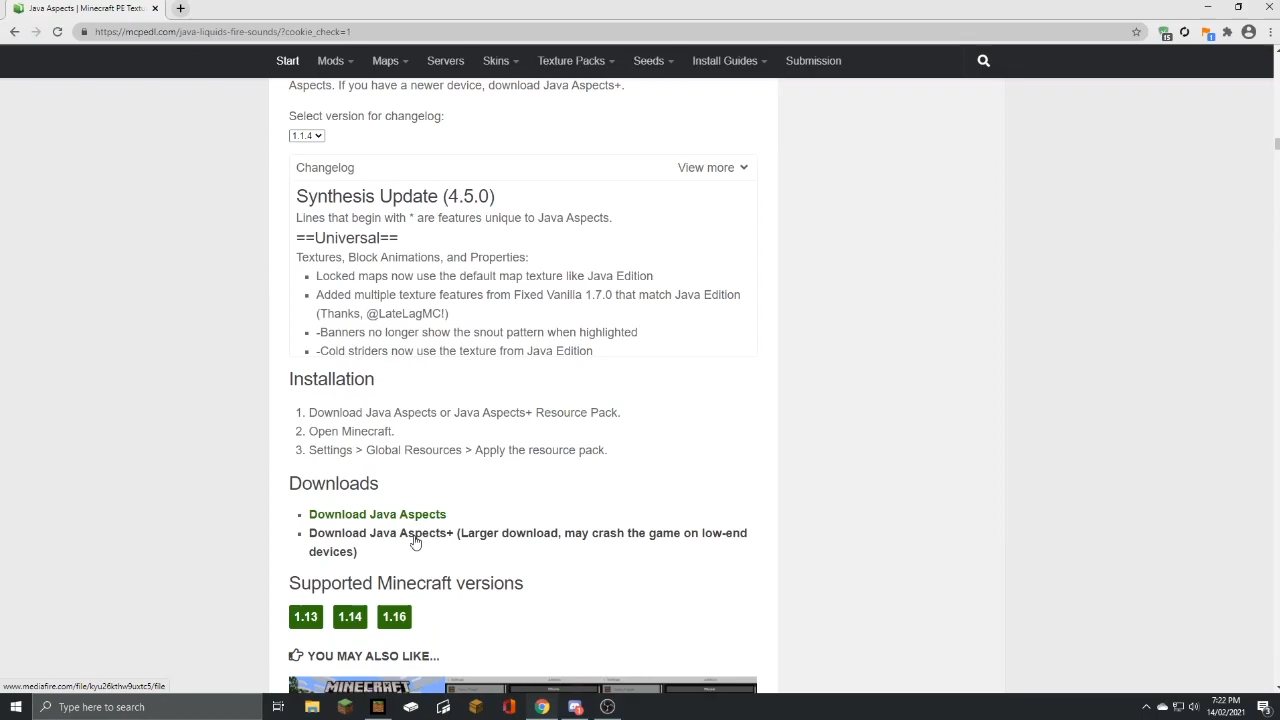 Java Aspects | Minecraft PE Textu
https://mcpedl.com/java-liquids-fire-sounds/?cookie_check=1
15
1
Start Mods Maps Servers Skins Texture Packs Seeds Install Guides Submission
Aspects. If you have a newer device, download Java Aspects+.
Select version for changelog:
1.1.4
Changelog View more
Synthesis Update (4.5.0)
Lines that begin with * are features unique to Java Aspects.
==Universal==
Textures, Block Animations, and Properties:
Locked maps now use the default map texture like Java Edition
Added multiple texture features from Fixed Vanilla 1.7.0 that match Java Edition
(Thanks, @LateLagMC!)
-Banners no longer show the snout pattern when highlighted
-Cold striders now use the texture from Java Edition
Installation
1. Download Java Aspects or Java Aspects+ Resource Pack.
2. Open Minecraft.
3. Settings > Global Resources > Apply the resource pack.
Downloads
Download Java Aspects
Download Java Aspects+ (Larger download, may crash the game on low-end
devices)
Supported Minecraft versions
1.13 1.14 1.16
YOU MAY ALSO LIKE...
MINECRAFT
www.mediafire.com/file/kyu26kthw9uxtc5/file
Type here to search
7:22 PM
14/02/2021